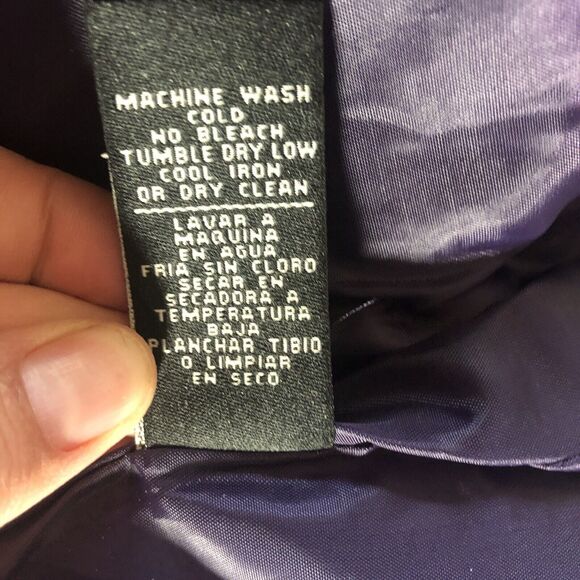 MACHINE WASH
COLD
NO BLEACH
TUMBLE DRY LOW
COOL IRON
OR DRY CLEAN
LAVAR A
MAQUINA
EN AGUA
FRIA SIN CLORO
SECAR EN
SECADORA A
TEMPERATURA
BAJA
PLANCHAR TIBIO
O LIMPIAR
EN SECO